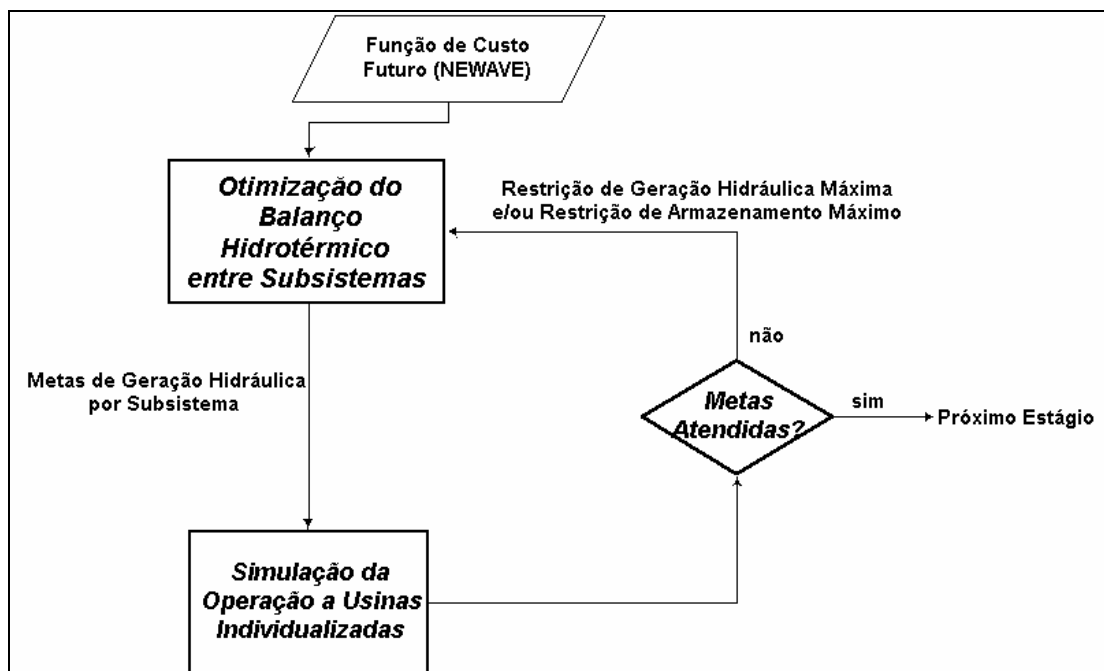 Função de Custo
Futuro (NEWAVE)
Otimização do
Balanço
Hidrotérmico
entre Subsistemas
Restrição de Geração Hidráulica Máxima
e/ou Restrição de Armazenamento Máximo
não
Metas de Geração Hidráulica
por Subsistema
Metas
Atendidas?
sim
Próximo Estágio
Simulação da
Operação a Usinas
Individualizadas